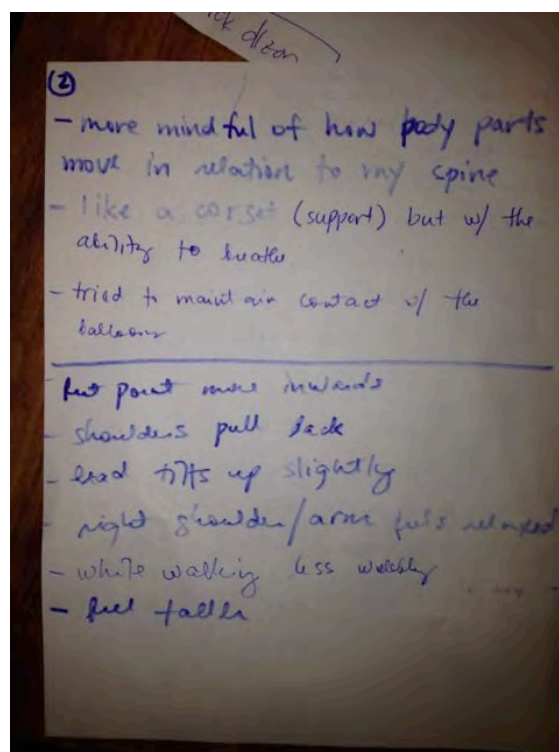 ick dizon
②
- more mindful of how body parts
move in relation to my spine
- like a corset (support) but w/ the
ability to breathe
- tried to maintain contact w/ the
balloons
feet point more inwards
- shoulders pull back
- head tilts up slightly
- right shoulder/arm feels relaxed
- while walking less wobbly
- feel taller